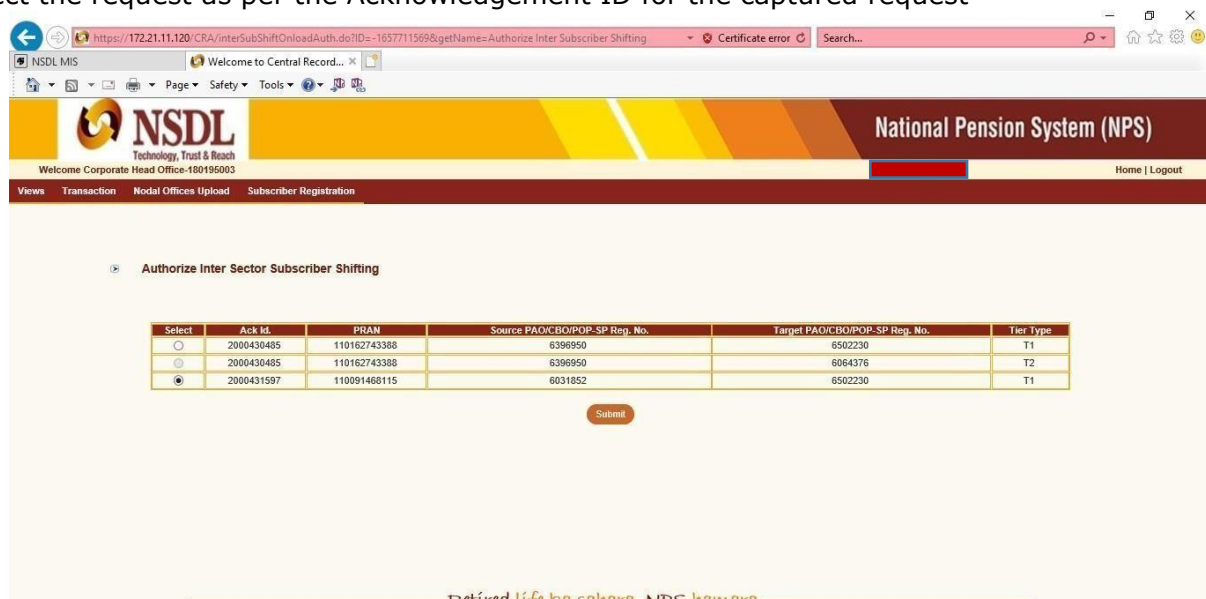 ect the request as per the Acknowledgement ID for the captured request
https://172.21.11.120/CRA/interSubShiftOnloadAuth.do?ID=-1657711569&getName=Authorize Inter Subscriber Shifting Certificate error Search...
NSDL MIS Welcome to Central Record... ×
Page Safety Tools
NSDL
Technology, Trust & Reach
National Pension System (NPS)
Welcome Corporate Head Office-180195003 Home | Logout
Views Transaction Nodal Offices Upload Subscriber Registration
Authorize Inter Sector Subscriber Shifting
Select Ack Id. PRAN Source PAO/CBO/POP-SP Reg. No. Target PAO/CBO/POP-SP Reg. No. Tier Type
2000430485 110162743388 6396950 6502230 T1
2000430485 110162743388 6396950 6064376 T2
2000431597 110091468115 6031852 6502230 T1
Submit
Retired life ka sahara, NPS hamara